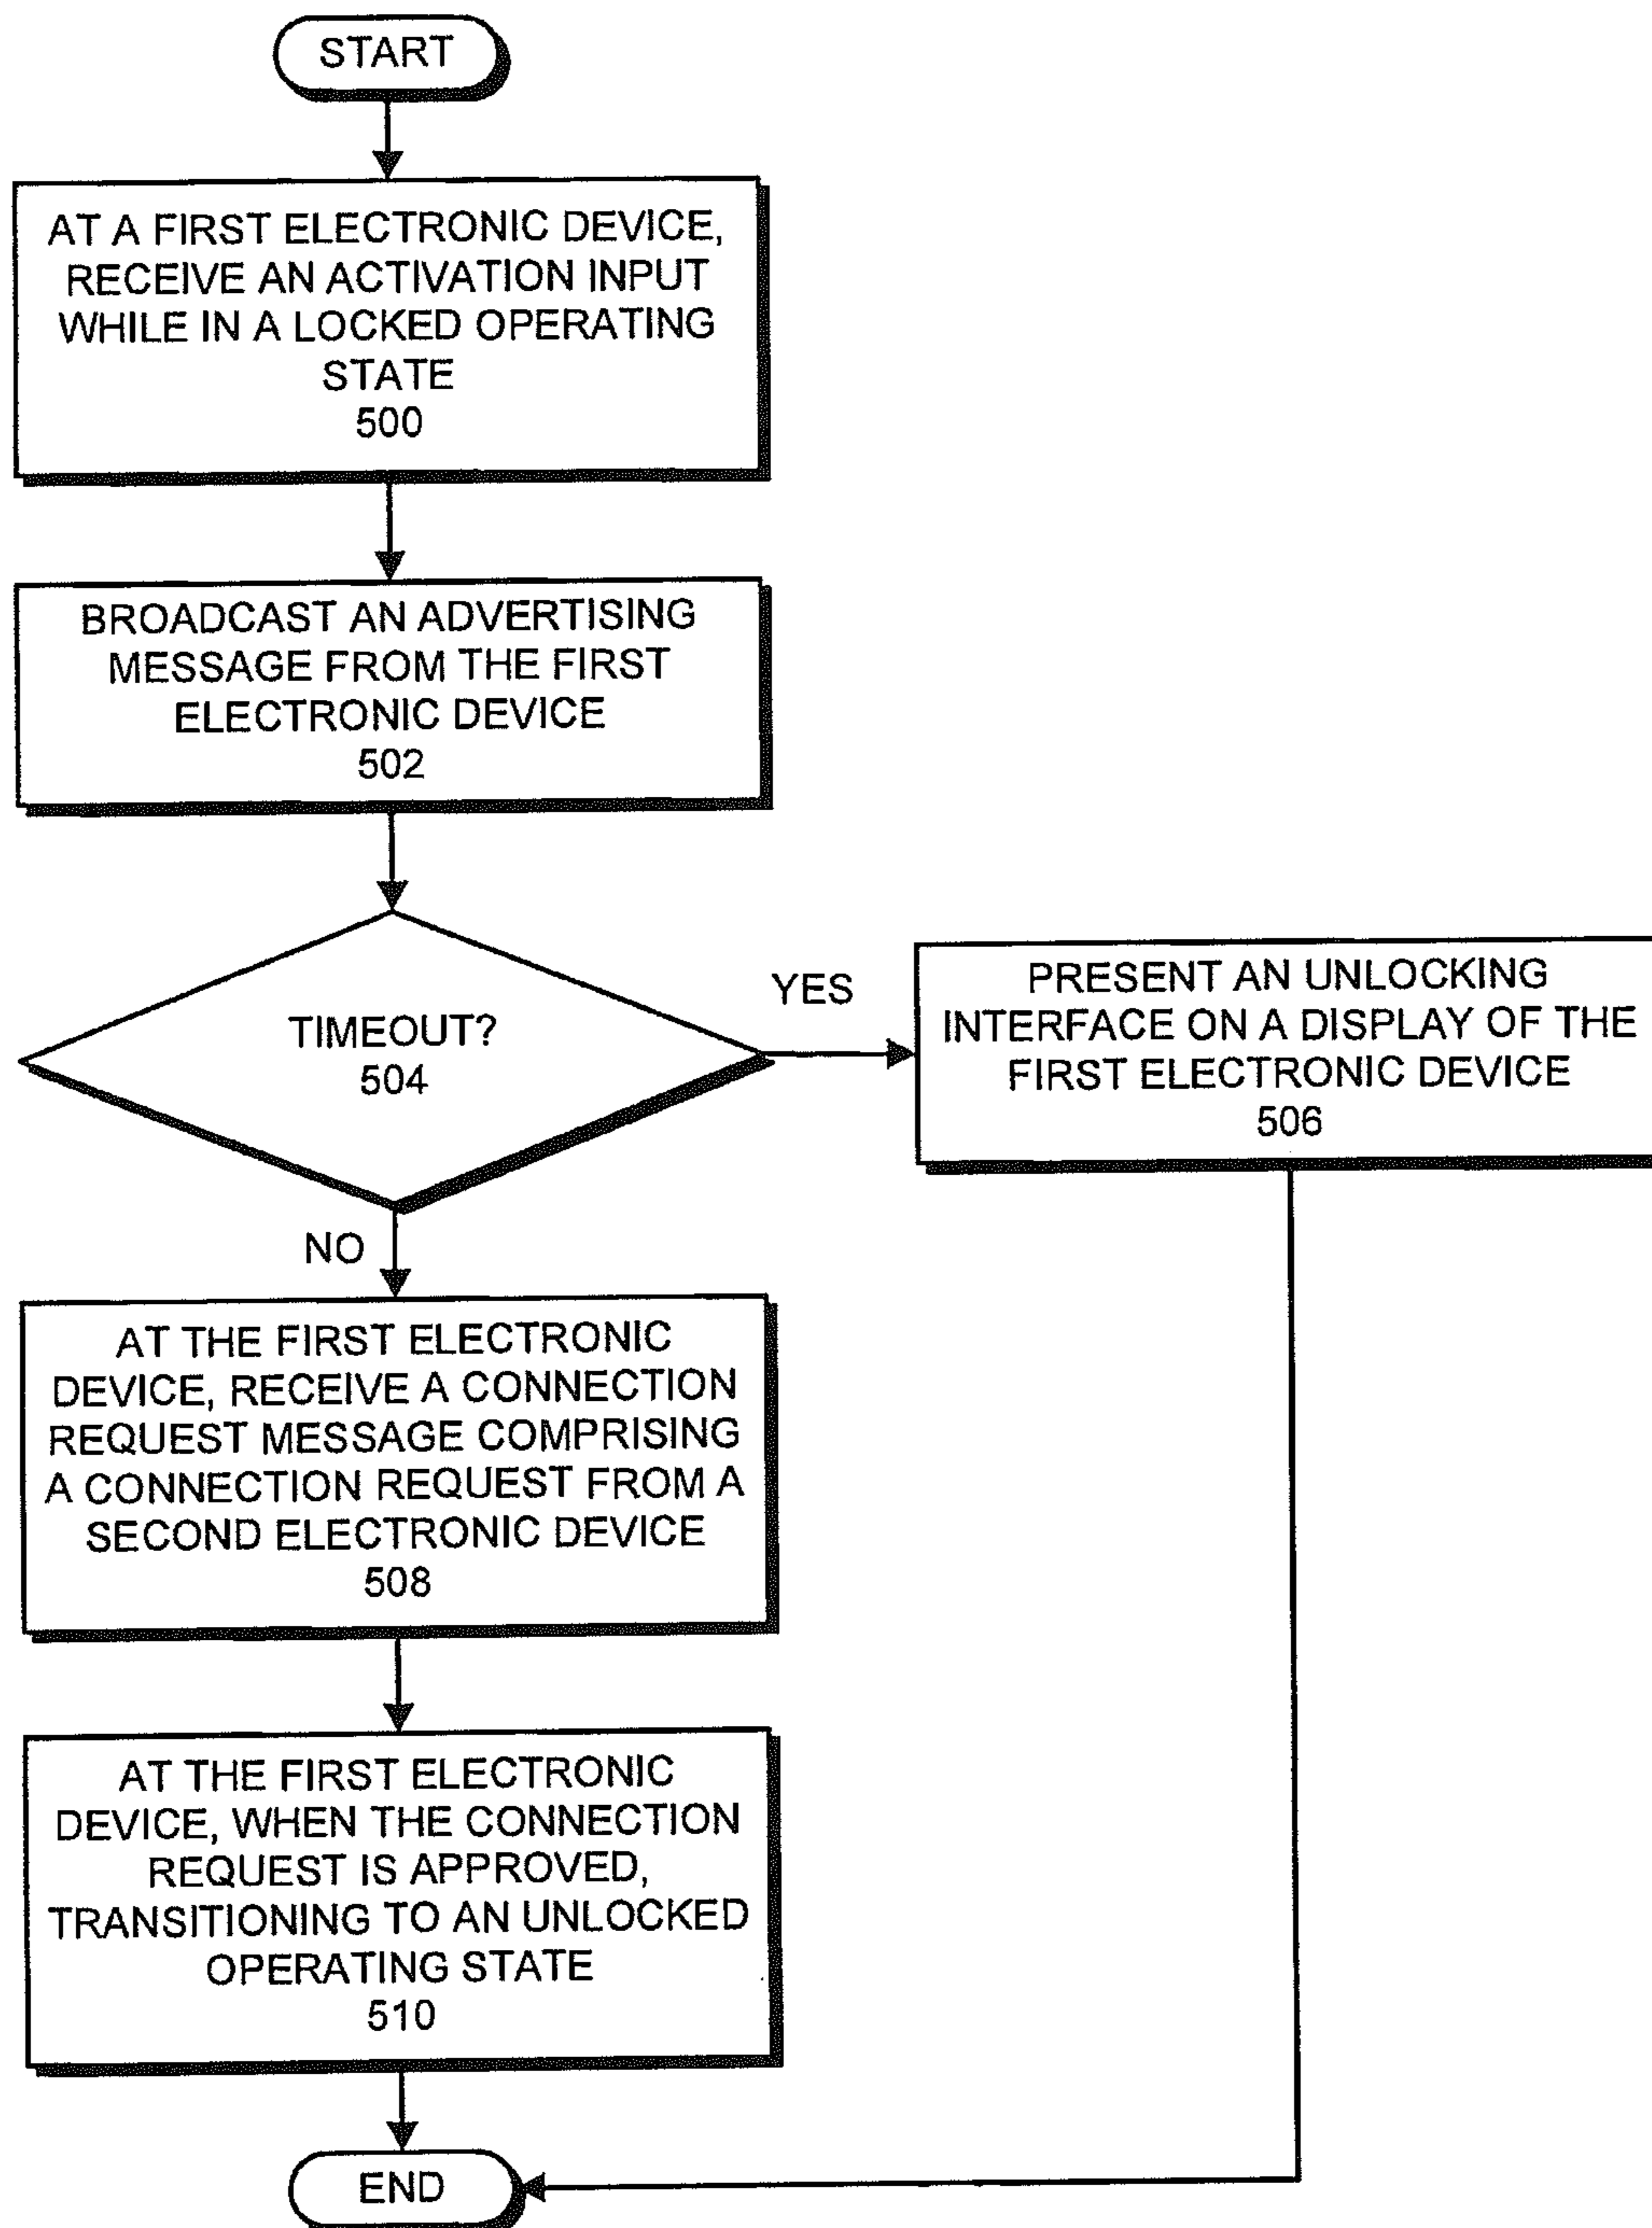 START
AT A FIRST ELECTRONIC DEVICE,
RECEIVE AN ACTIVATION INPUT
WHILE IN A LOCKED OPERATING
STATE
500
BROADCAST AN ADVERTISING
MESSAGE FROM THE FIRST
ELECTRONIC DEVICE
502
TIMEOUT?
504
YES
PRESENT AN UNLOCKING
INTERFACE ON A DISPLAY OF THE
FIRST ELECTRONIC DEVICE
506
NO
AT THE FIRST ELECTRONIC
DEVICE, RECEIVE A CONNECTION
REQUEST MESSAGE COMPRISING
A CONNECTION REQUEST FROM A
SECOND ELECTRONIC DEVICE
508
AT THE FIRST ELECTRONIC
DEVICE, WHEN THE CONNECTION
REQUEST IS APPROVED,
TRANSITIONING TO AN UNLOCKED
OPERATING STATE
510
END